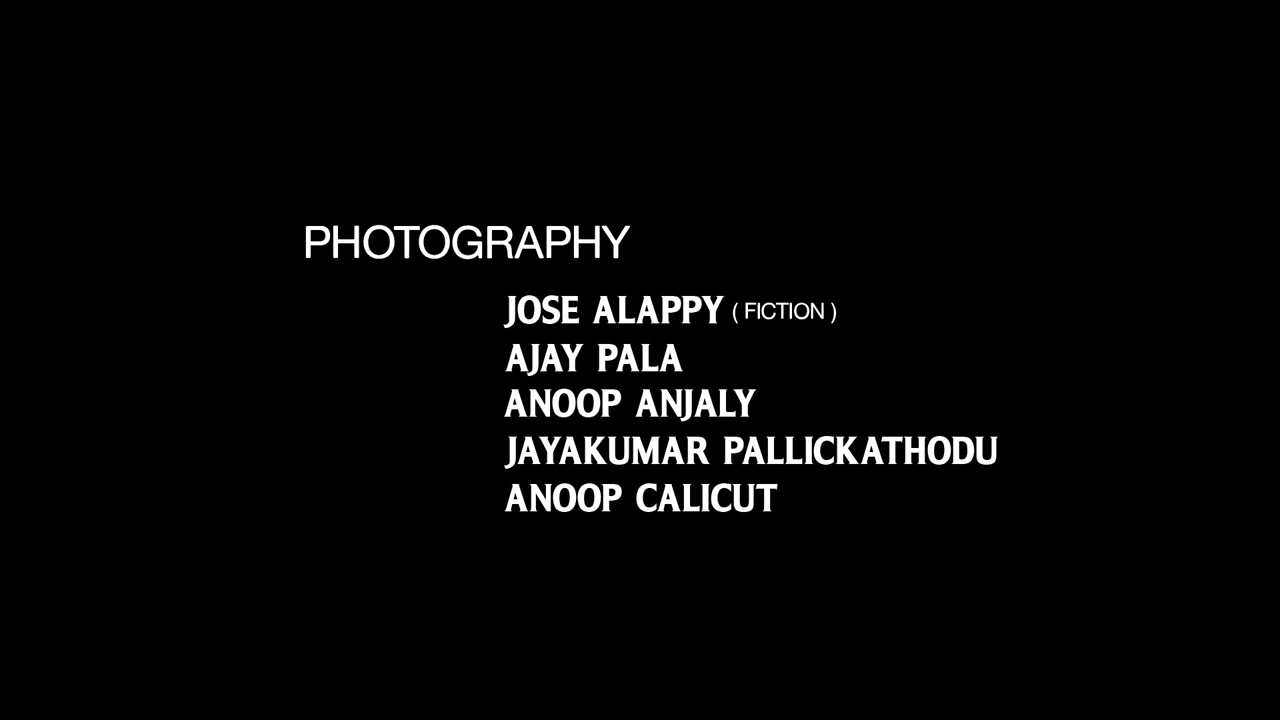 PHOTOGRAPHY
JOSE ALAPPY ( FICTION )
AJAY PALA
ANOOP ANJALY
JAYAKUMAR PALLICKATHODU
ANOOP CALICUT